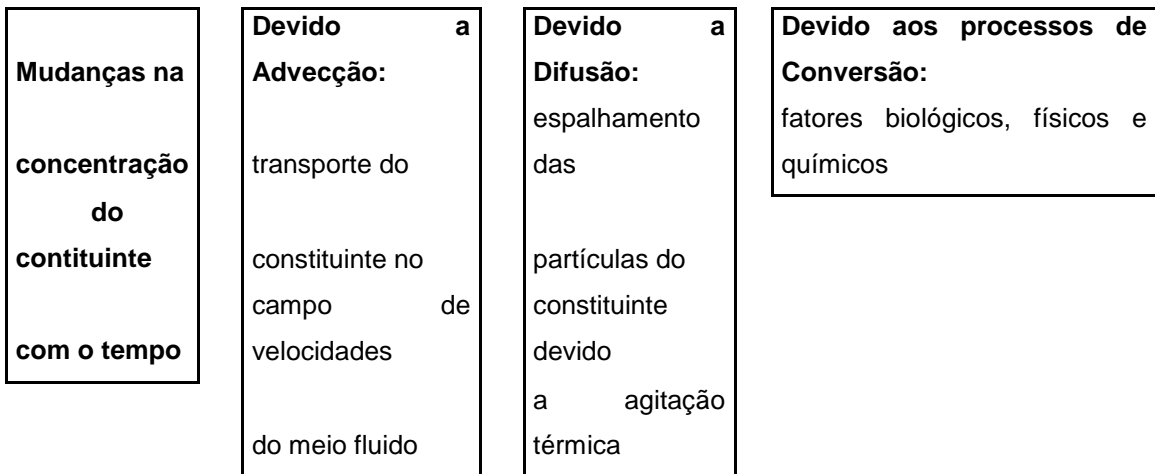 Mudanças na
concentração
do
contituinte
com o tempo
Devido a
Advecção:
transporte do
constituinte no
campo de
velocidades
do meio fluido
Devido a
Difusão:
espalhamento
das
partículas do
constituinte
devido
a agitação
térmica
Devido aos processos de
Conversão:
fatores biológicos, físicos e
químicos